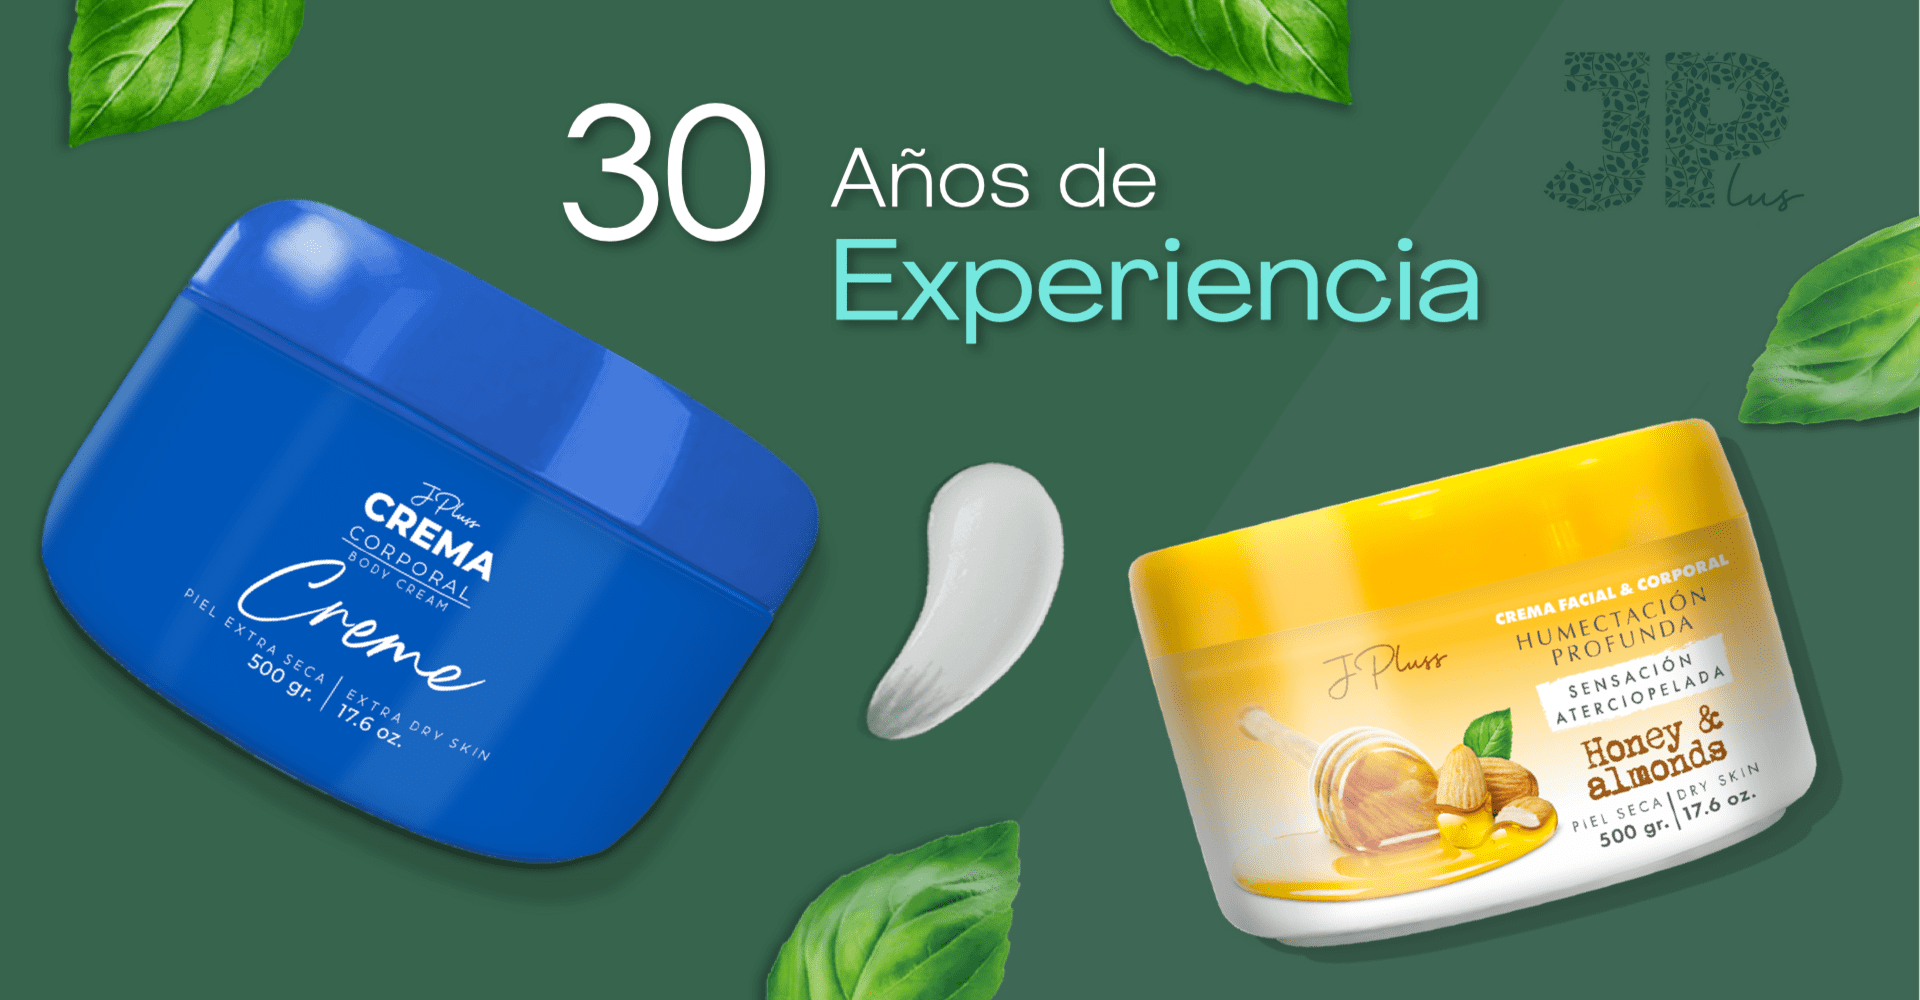 30
Años de
Experiencia
JPlus
J·Pluss
CREMA
CORPORAL
BODY CREAM
Creme
PIEL EXTRA SECA | EXTRA DRY SKIN
500 gr. | 17.6 oz.
CREMA FACIAL & CORPORAL
HUMECTACIÓN
PROFUNDA
J·Pluss
SENSACIÓN
ATERCIOPELADA
Honey &
almonds
PIEL SECA | DRY SKIN
500 gr. | 17.6 oz.